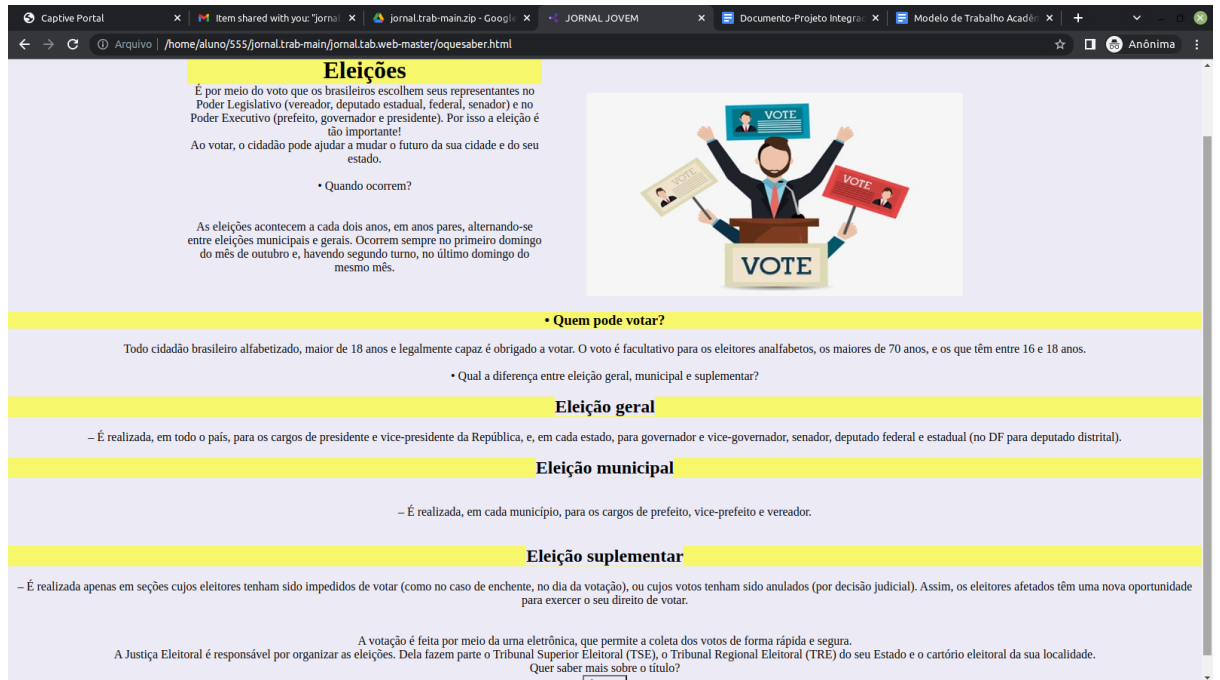 Captive Portal
Item shared with you: "jornal
jornal.trab-main.zip - Google
JORNAL JOVEM
Documento-Projeto Integrac
Modelo de Trabalho Acadên
Arquivo
/home/aluno/555/jornal.trab-main/jornal.tab.web-master/oquesaber.html
Anônima
Eleições
É por meio do voto que os brasileiros escolhem seus representantes no
Poder Legislativo (vereador, deputado estadual, federal, senador) e no
Poder Executivo (prefeito, governador e presidente). Por isso a eleição é
tão importante!
Ao votar, o cidadão pode ajudar a mudar o futuro da sua cidade e do seu
estado.
• Quando ocorrem?
As eleições acontecem a cada dois anos, em anos pares, alternando-se
entre eleições municipais e gerais. Ocorrem sempre no primeiro domingo
do mês de outubro e, havendo segundo turno, no último domingo do
mesmo mês.
VOTE
VOTE
VOTE
VOTE
• Quem pode votar?
Todo cidadão brasileiro alfabetizado, maior de 18 anos e legalmente capaz é obrigado a votar. O voto é facultativo para os eleitores analfabetos, os maiores de 70 anos, e os que têm entre 16 e 18 anos.
• Qual a diferença entre eleição geral, municipal e suplementar?
Eleição geral
– É realizada, em todo o país, para os cargos de presidente e vice-presidente da República, e, em cada estado, para governador e vice-governador, senador, deputado federal e estadual (no DF para deputado distrital).
Eleição municipal
– É realizada, em cada município, para os cargos de prefeito, vice-prefeito e vereador.
Eleição suplementar
– É realizada apenas em seções cujos eleitores tenham sido impedidos de votar (como no caso de enchente, no dia da votação), ou cujos votos tenham sido anulados (por decisão judicial). Assim, os eleitores afetados têm uma nova oportunidade
para exercer o seu direito de votar.
A votação é feita por meio da urna eletrônica, que permite a coleta dos votos de forma rápida e segura.
A Justiça Eleitoral é responsável por organizar as eleições. Dela fazem parte o Tribunal Superior Eleitoral (TSE), o Tribunal Regional Eleitoral (TRE) do seu Estado e o cartório eleitoral da sua localidade.
Quer saber mais sobre o título?